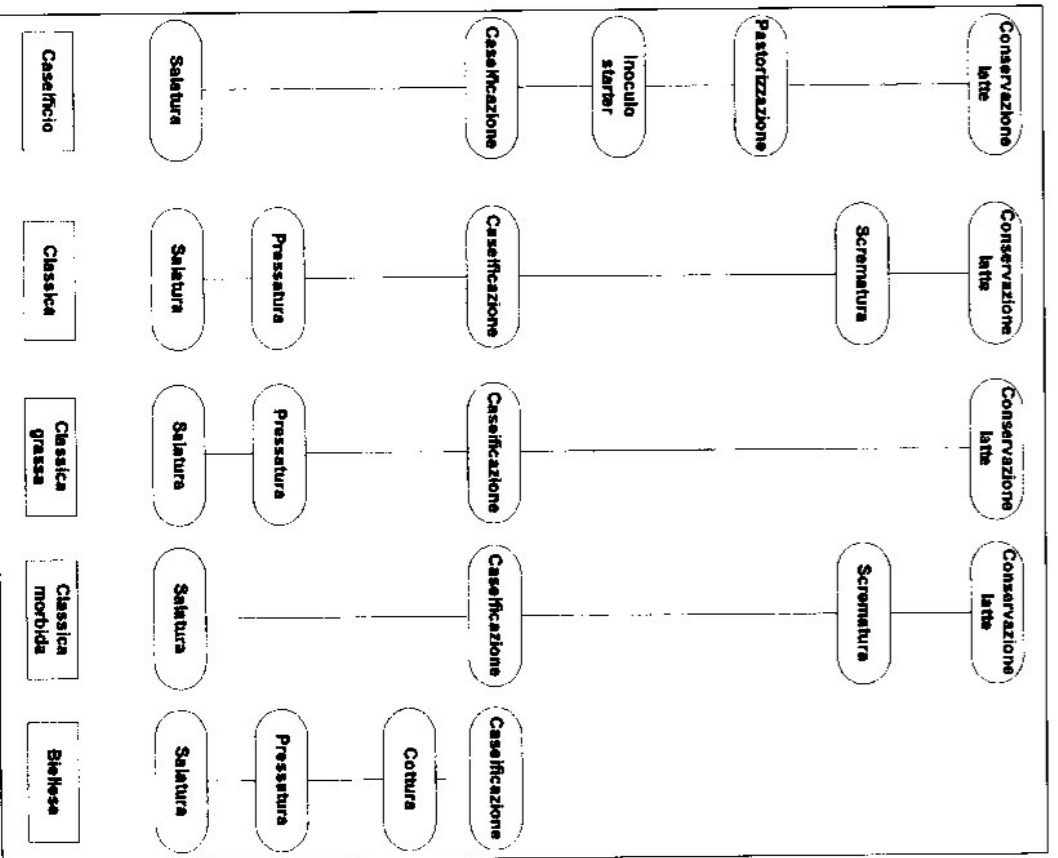 Conservazione
latte
Conservazione
latte
Conservazione
latte
Conservazione
latte
Scrematura
Scrematura
Pastorizzazione
Inoculo
starter
Caseificazione
Caseificazione
Caseificazione
Caseificazione
Caseificazione
Cottura
Pressatura
Pressatura
Pressatura
Salatura
Salatura
Salatura
Salatura
Salatura
Caseificio
Classica
Classica
grassa
Classica
morbida
Biellese